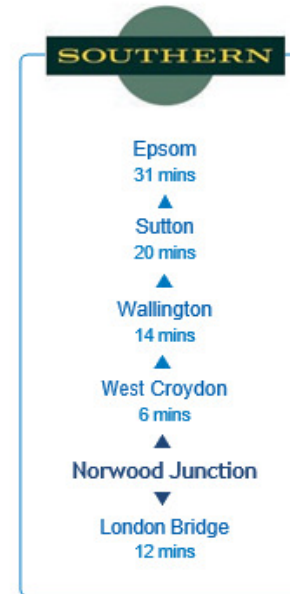 SOUTHERN
Epsom
31 mins
Sutton
20 mins
Wallington
14 mins
West Croydon
6 mins
Norwood Junction
London Bridge
12 mins